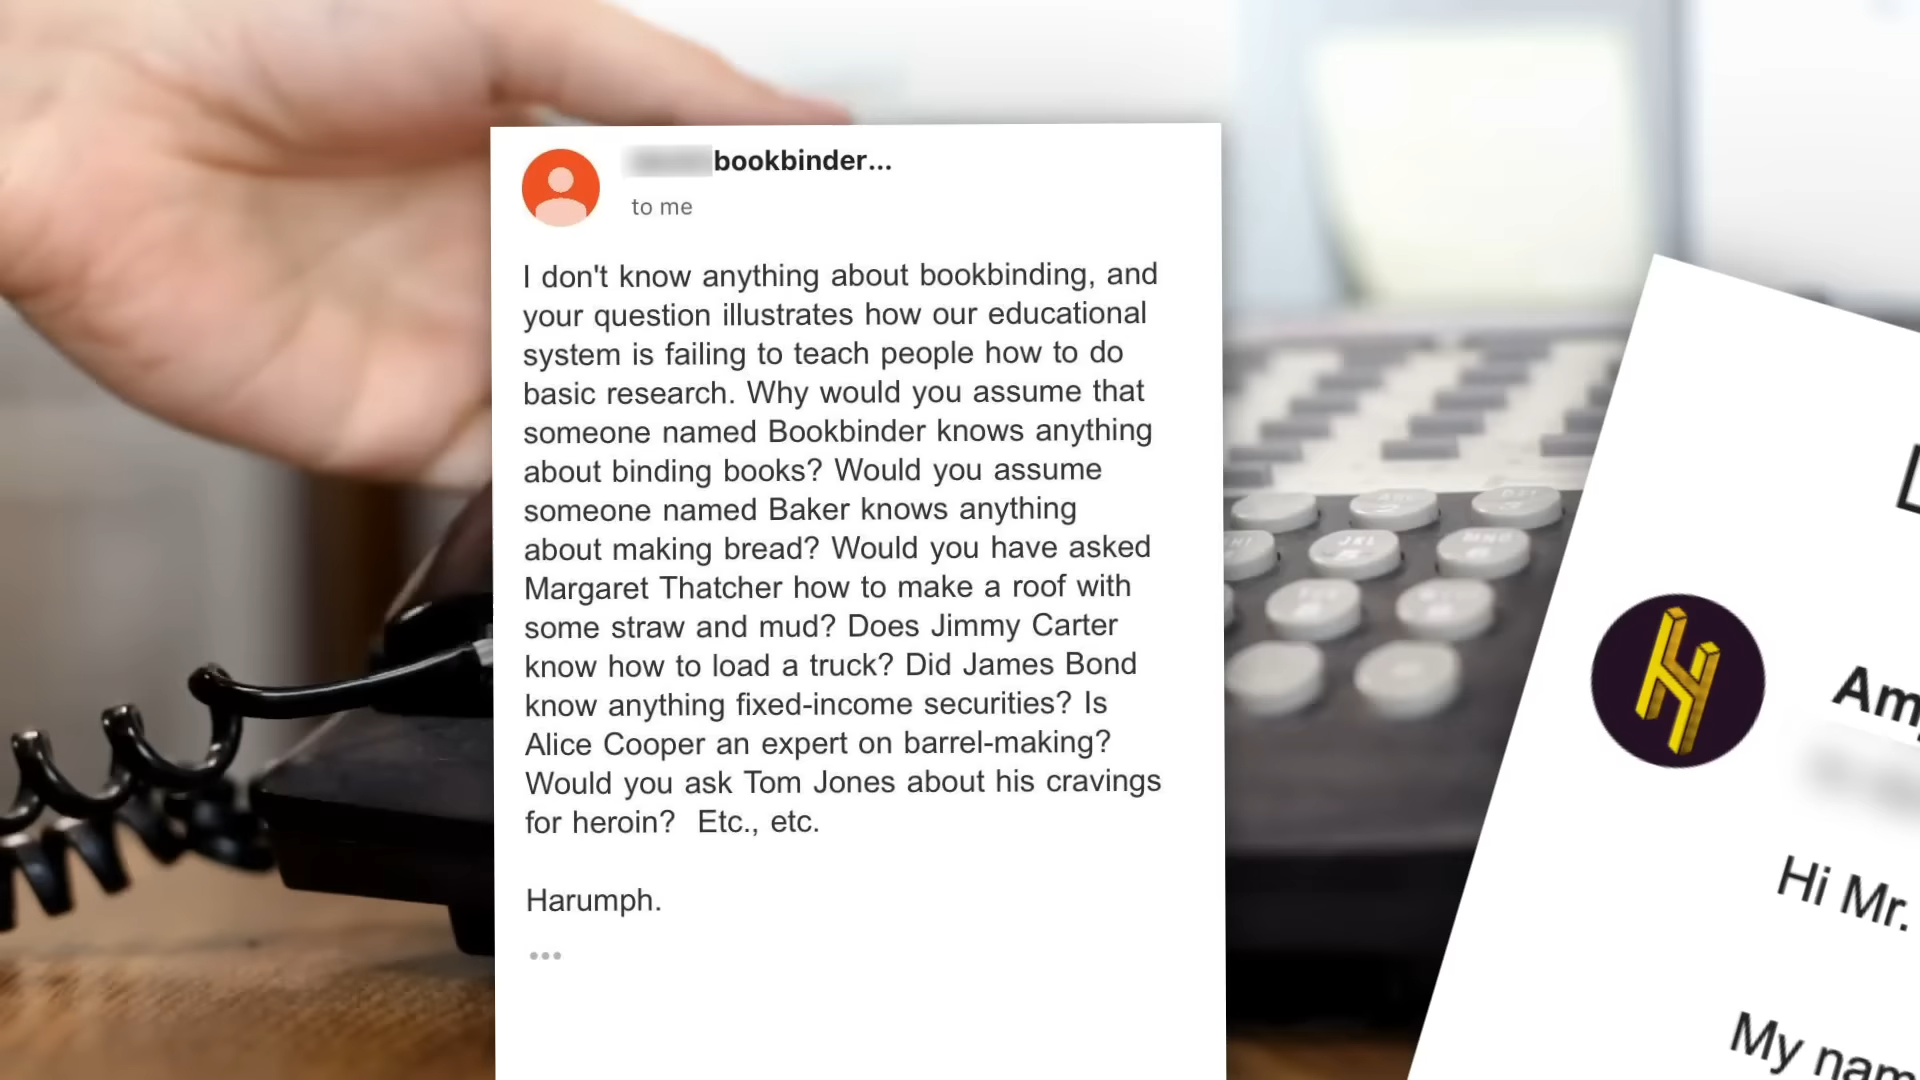 bookbinder...
to me
I don't know anything about bookbinding, and
your question illustrates how our educational
system is failing to teach people how to do
basic research. Why would you assume that
someone named Bookbinder knows anything
about binding books? Would you assume
someone named Baker knows anything
about making bread? Would you have asked
Margaret Thatcher how to make a roof with
some straw and mud? Does Jimmy Carter
know how to load a truck? Did James Bond
know anything fixed-income securities? Is
Alice Cooper an expert on barrel-making?
Would you ask Tom Jones about his cravings
for heroin?  Etc., etc.
Harumph.
Hi Mr.
My